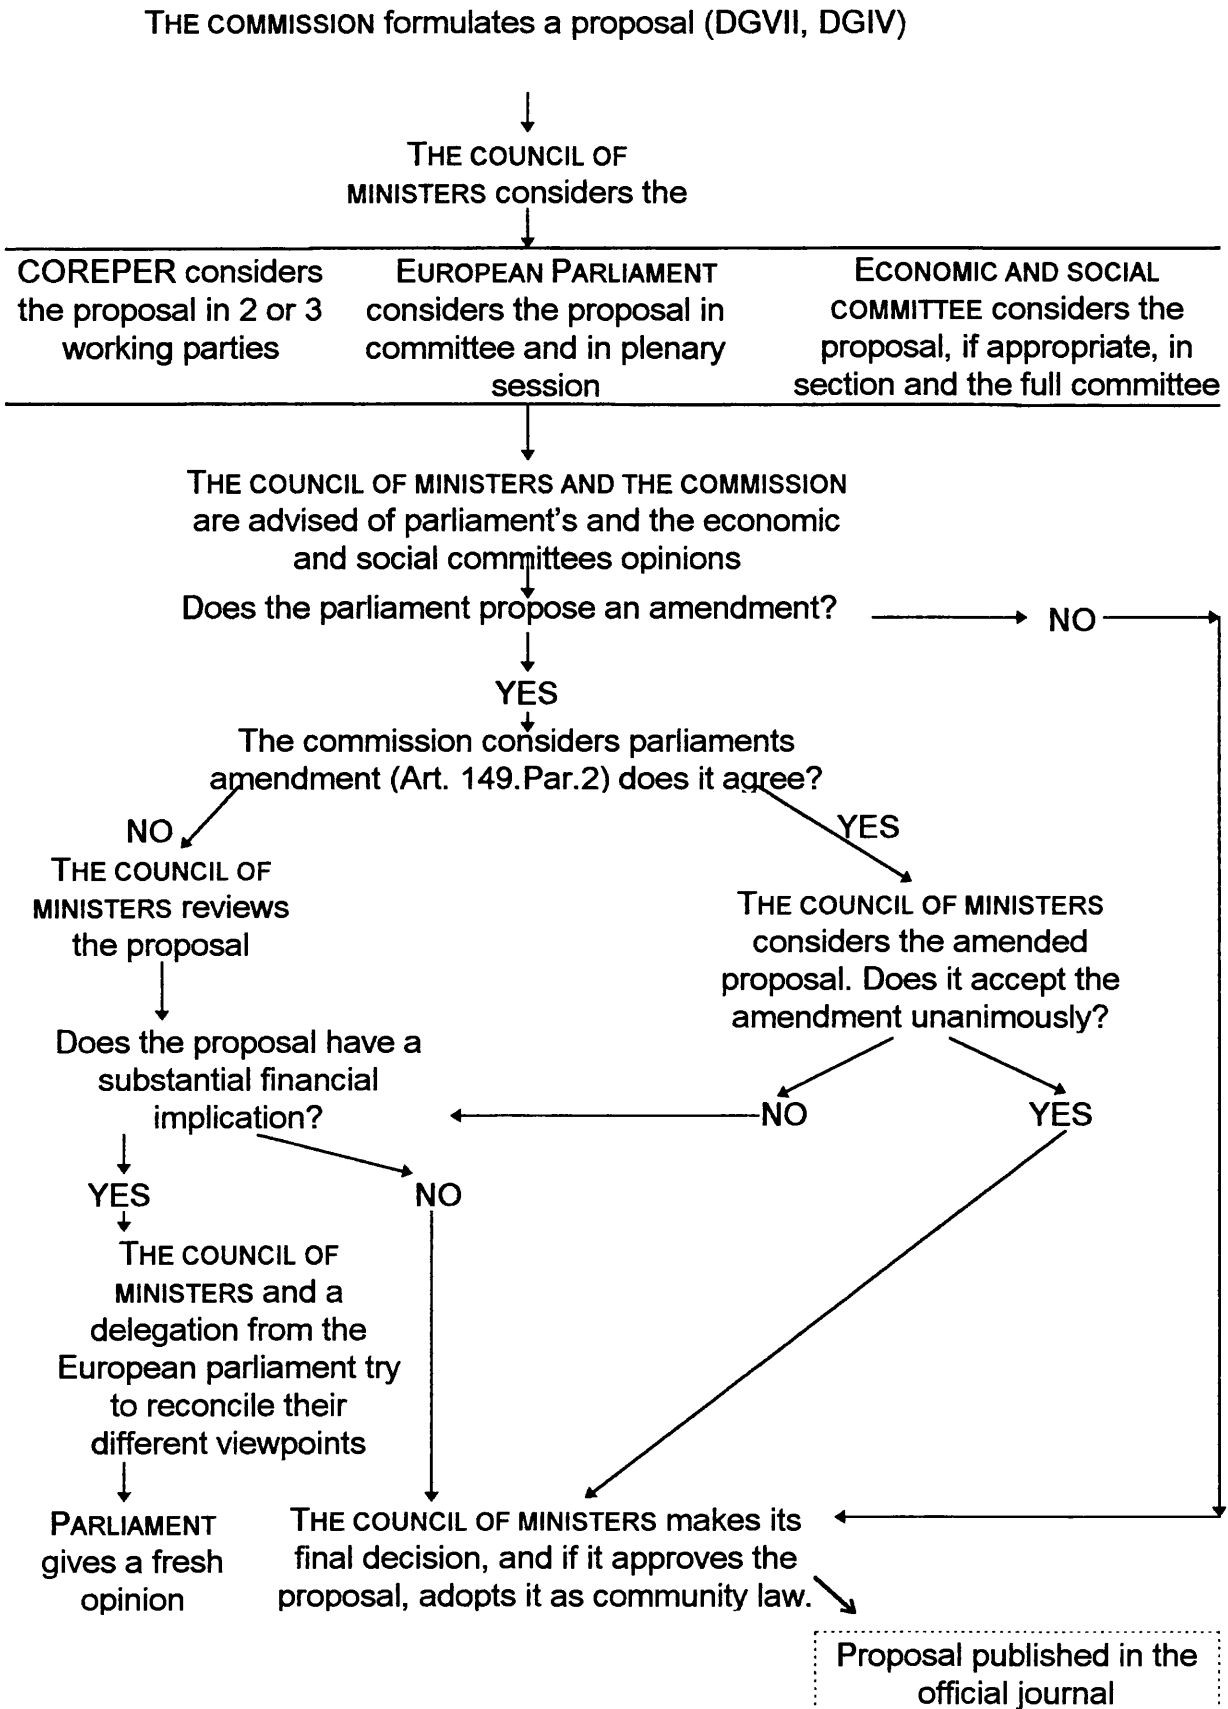 THE COMMISSION formulates a proposal (DGVII, DGIV)
THE COUNCIL OF
MINISTERS considers the
COREPER considers
the proposal in 2 or 3
working parties
EUROPEAN PARLIAMENT
considers the proposal in
committee and in plenary
session
ECONOMIC AND SOCIAL
COMMITTEE considers the
proposal, if appropriate, in
section and the full committee
THE COUNCIL OF MINISTERS AND THE COMMISSION
are advised of parliament's and the economic
and social committees opinions
Does the parliament propose an amendment?
NO
YES
The commission considers parliaments
amendment (Art. 149.Par.2) does it agree?
NO
YES
THE COUNCIL OF
MINISTERS reviews
the proposal
THE COUNCIL OF MINISTERS
considers the amended
proposal. Does it accept the
amendment unanimously?
Does the proposal have a
substantial financial
implication?
NO
YES
YES
NO
THE COUNCIL OF
MINISTERS and a
delegation from the
European parliament try
to reconcile their
different viewpoints
PARLIAMENT
gives a fresh
opinion
THE COUNCIL OF MINISTERS makes its
final decision, and if it approves the
proposal, adopts it as community law.
Proposal published in the
official journal